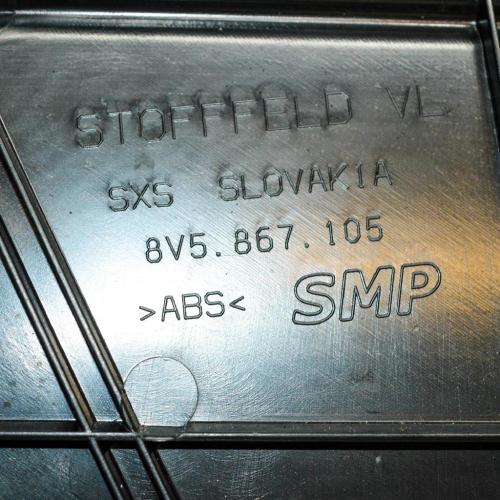 STOFFFELD VL
SXS SLOVAKIA
8V5.867.105
>ABS< SMP